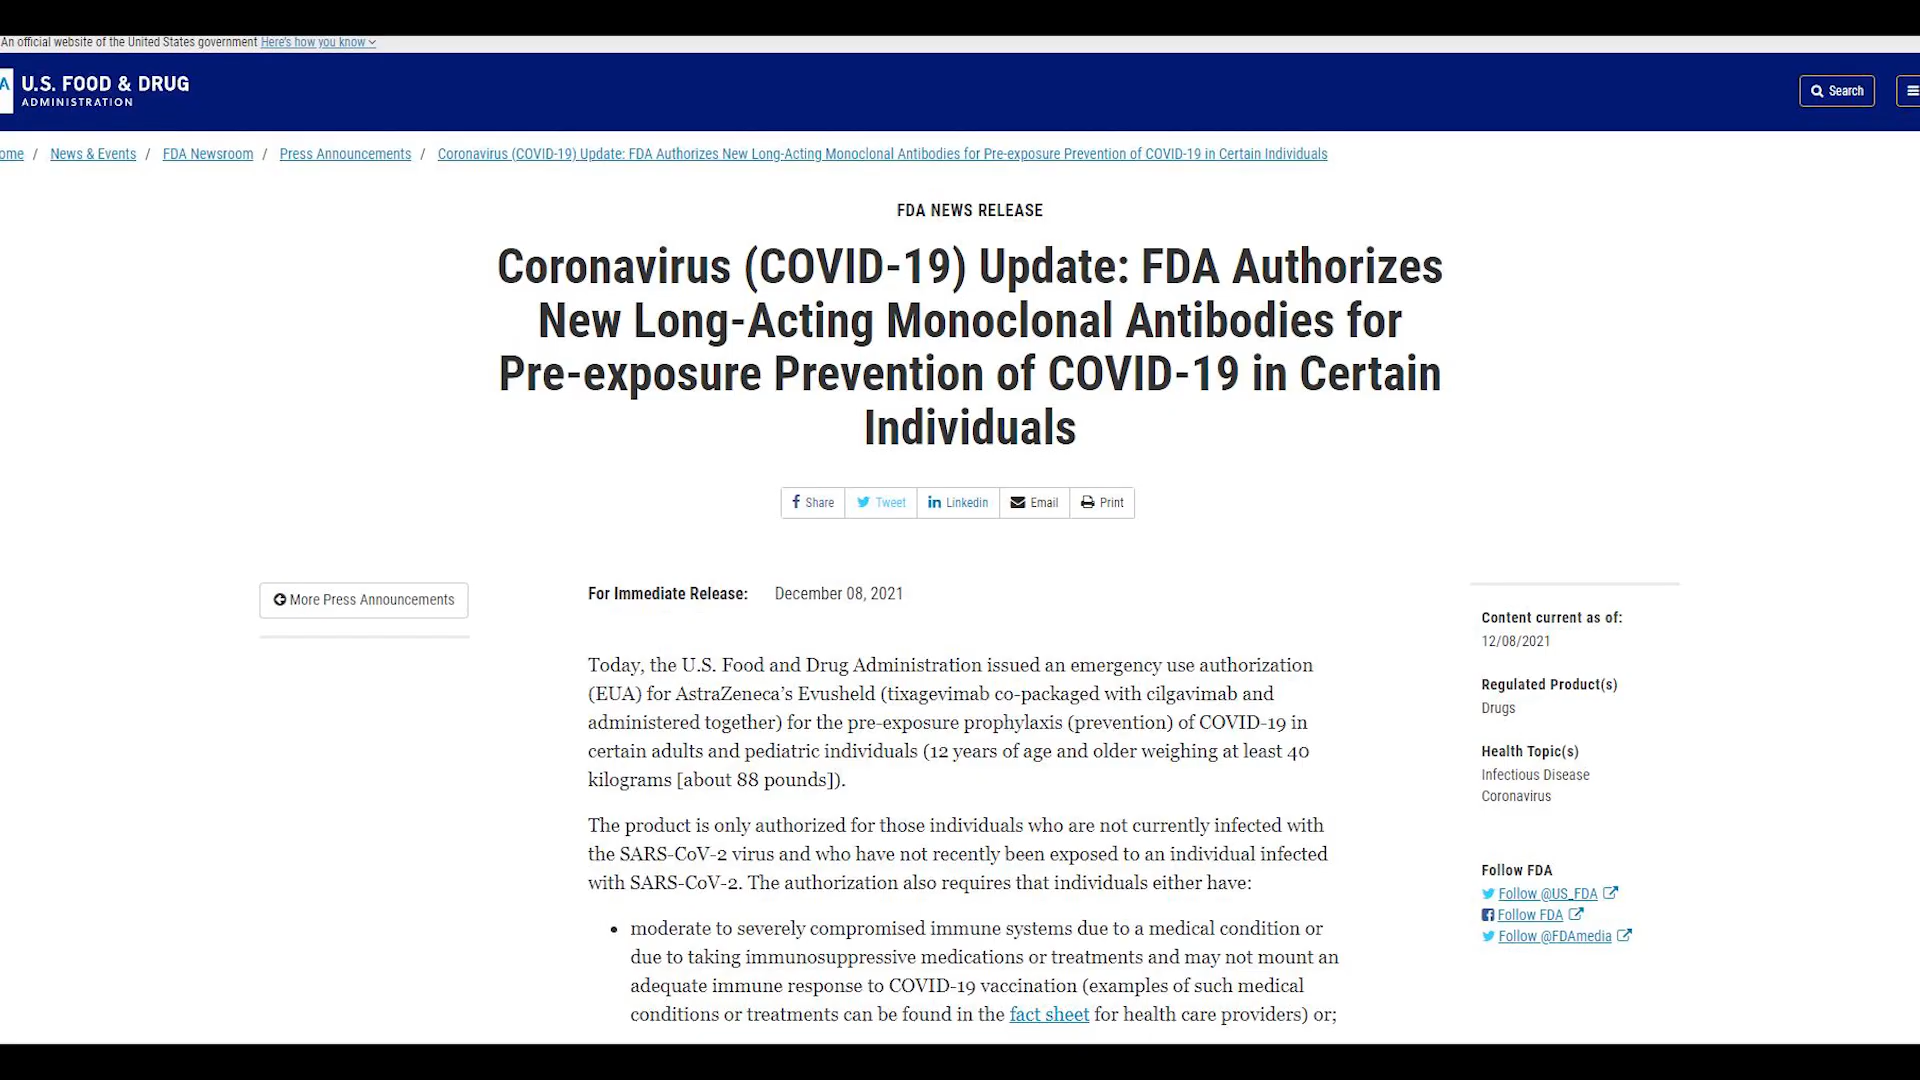 An official website of the United States government Here's how you know
A U.S. FOOD & DRUG
ADMINISTRATION
Search
ome / News & Events / FDA Newsroom / Press Announcements / Coronavirus (COVID-19) Update: FDA Authorizes New Long-Acting Monoclonal Antibodies for Pre-exposure Prevention of COVID-19 in Certain Individuals
FDA NEWS RELEASE
Coronavirus (COVID-19) Update: FDA Authorizes
New Long-Acting Monoclonal Antibodies for
Pre-exposure Prevention of COVID-19 in Certain
Individuals
Share Tweet Linkedin Email Print
More Press Announcements
For Immediate Release: December 08, 2021
Today, the U.S. Food and Drug Administration issued an emergency use authorization
(EUA) for AstraZeneca's Evusheld (tixagevimab co-packaged with cilgavimab and
administered together) for the pre-exposure prophylaxis (prevention) of COVID-19 in
certain adults and pediatric individuals (12 years of age and older weighing at least 40
kilograms [about 88 pounds]).
The product is only authorized for those individuals who are not currently infected with
the SARS-CoV-2 virus and who have not recently been exposed to an individual infected
with SARS-CoV-2. The authorization also requires that individuals either have:
• moderate to severely compromised immune systems due to a medical condition or
due to taking immunosuppressive medications or treatments and may not mount an
adequate immune response to COVID-19 vaccination (examples of such medical
conditions or treatments can be found in the fact sheet for health care providers) or;
Content current as of:
12/08/2021
Regulated Product(s)
Drugs
Health Topic(s)
Infectious Disease
Coronavirus
Follow FDA
Follow @US_FDA
Follow FDA
Follow @FDAmedia